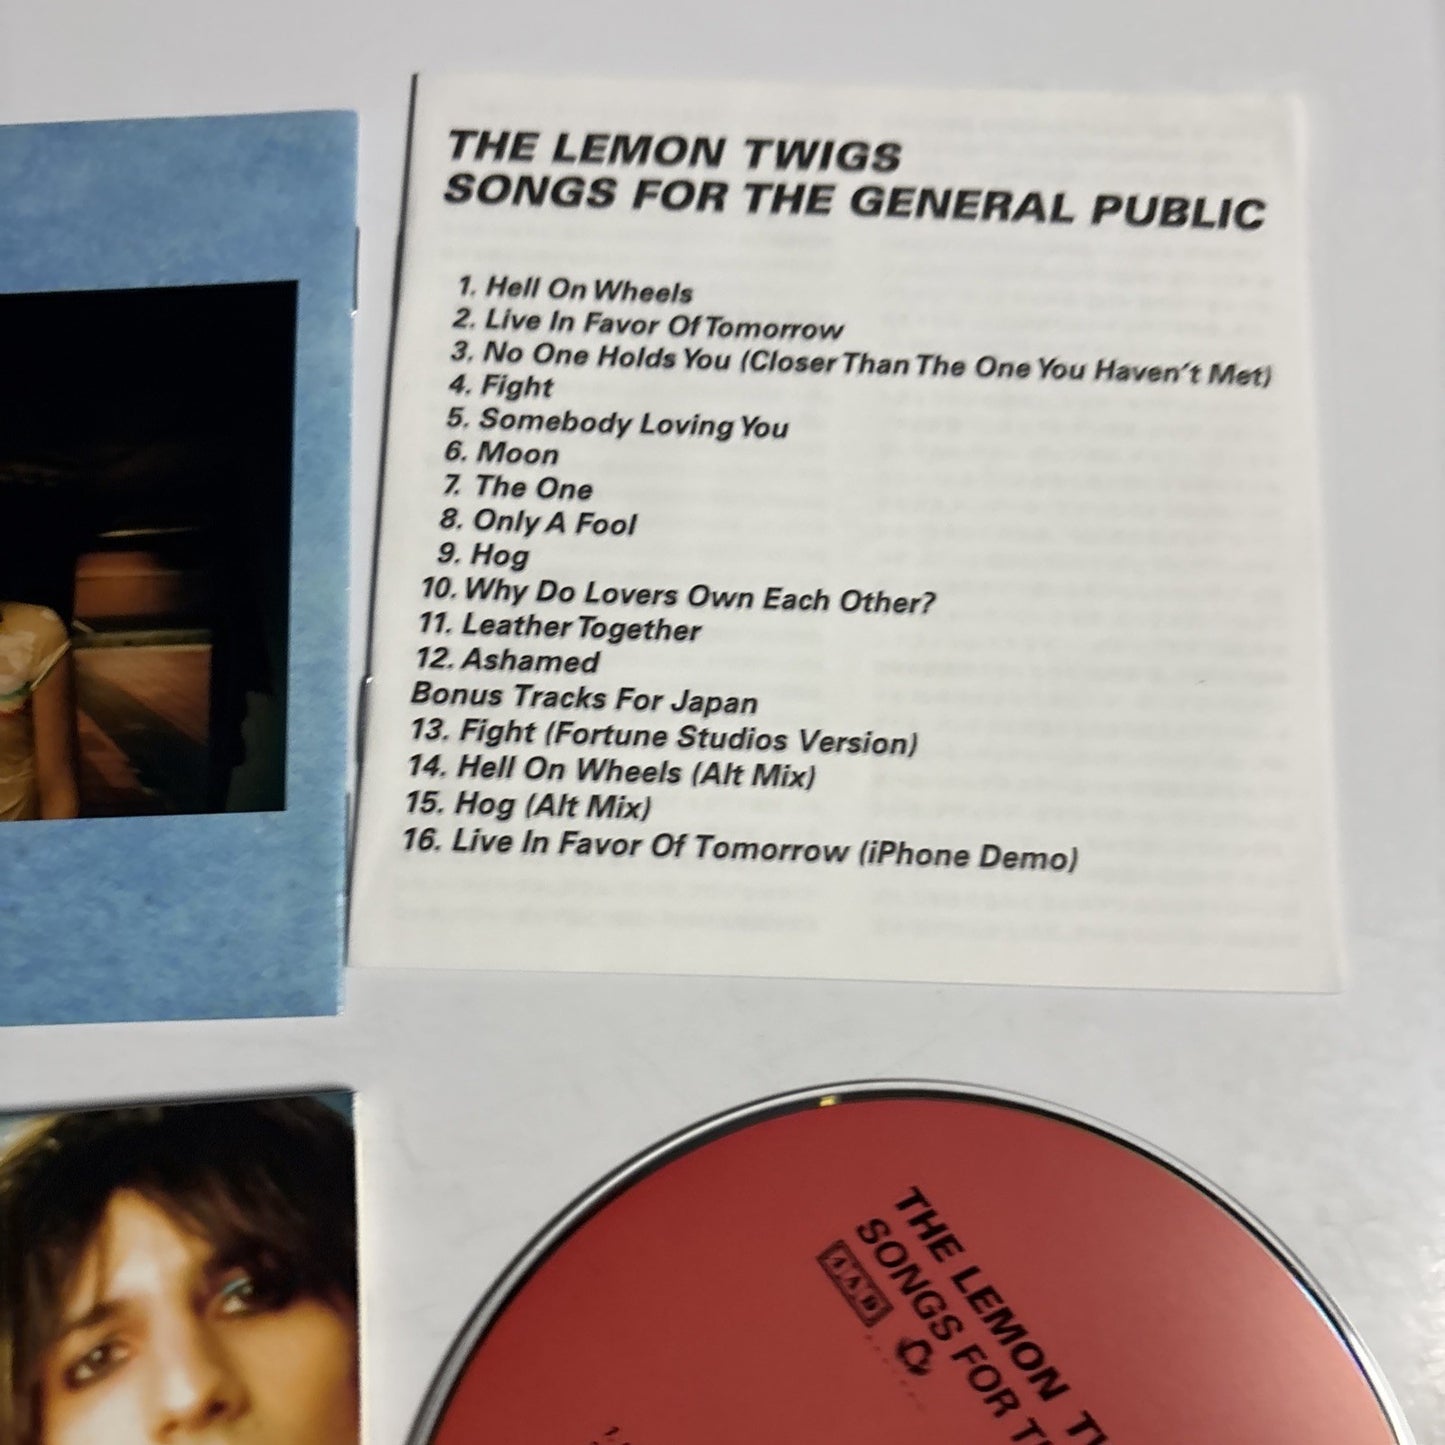 THE LEMON TWIGS
SONGS FOR THE GENERAL PUBLIC
1. Hell On Wheels
2. Live In Favor Of Tomorrow
3. No One Holds You (Closer Than The One You Haven't Met)
4. Fight
5. Somebody Loving You
6. Moon
7. The One
8. Only A Fool
9. Hog
10. Why Do Lovers Own Each Other?
11. Leather Together
12. Ashamed
Bonus Tracks For Japan
13. Fight (Fortune Studios Version)
14. Hell On Wheels (Alt Mix)
15. Hog (Alt Mix)
16. Live In Favor Of Tomorrow (iPhone Demo)
THE LEMON
SONGS FOR